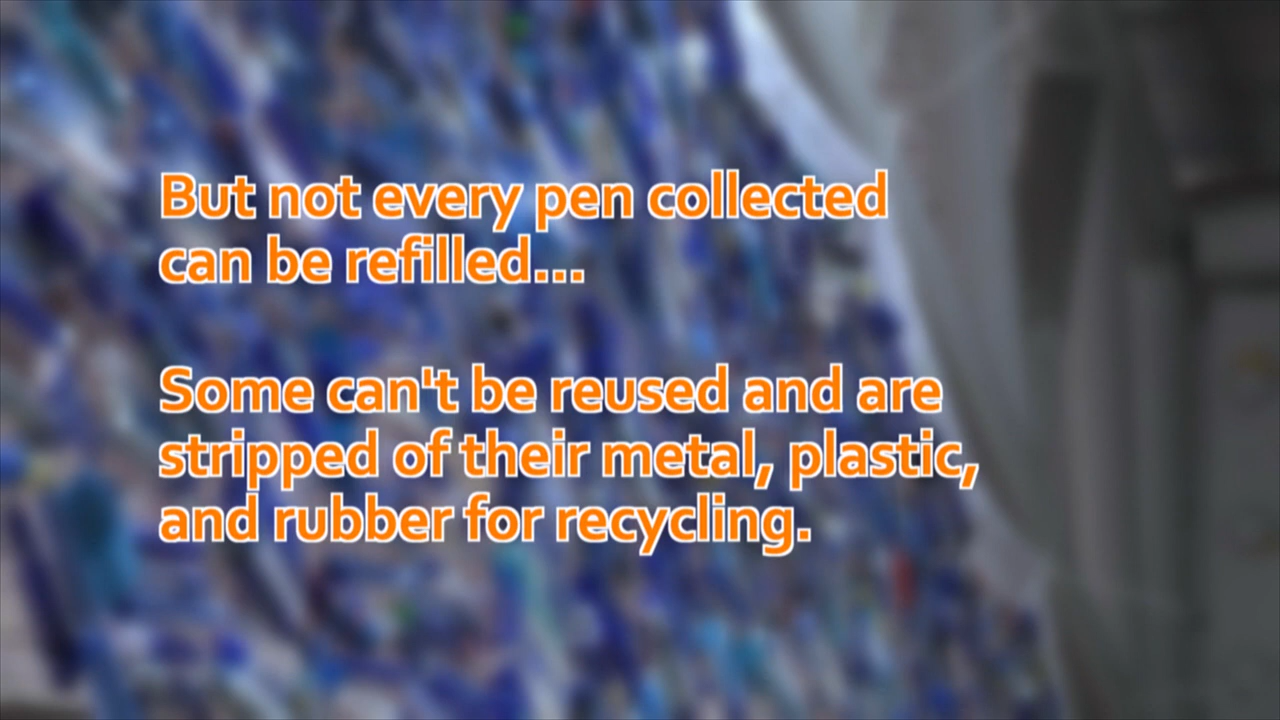 But not every pen collected
can be refilled...
Some can't be reused and are
stripped of their metal, plastic,
and rubber for recycling.